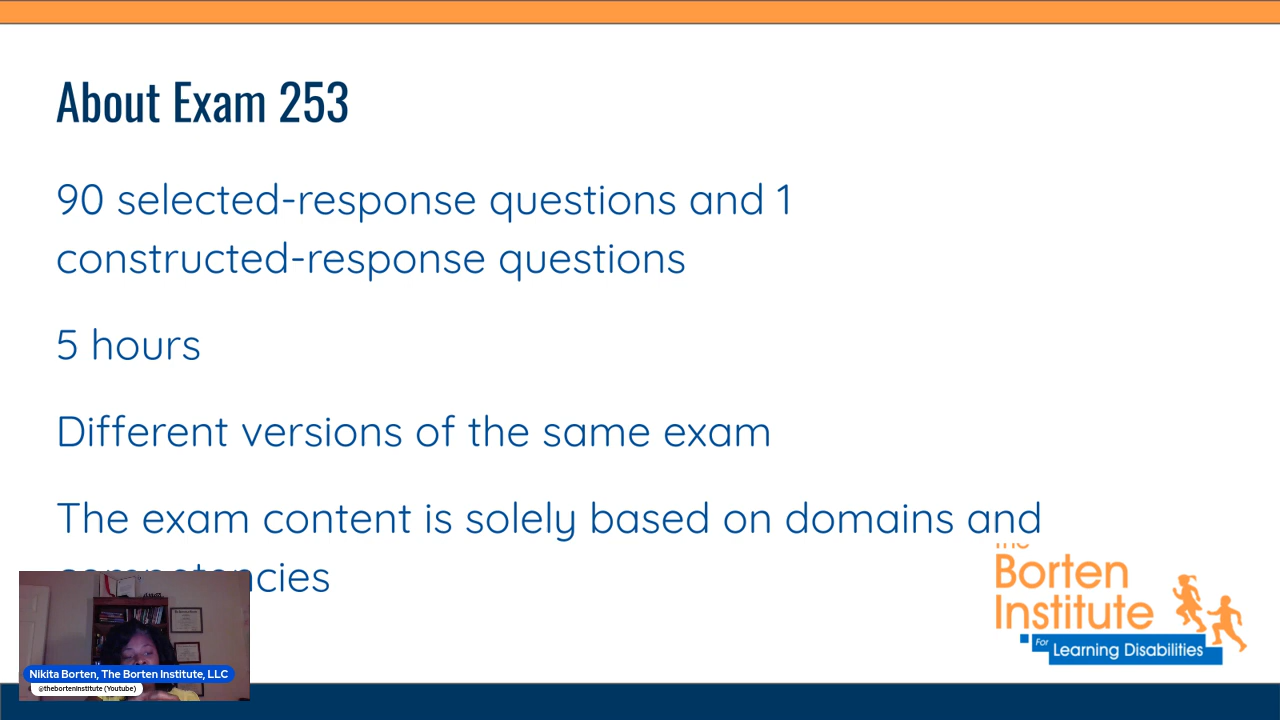 About Exam 253
90 selected-response questions and 1
constructed-response questions
5 hours
Different versions of the same exam
The exam content is solely based on domains and
competencies
The
Borten
Institute
For Learning Disabilities
Nikita Borten, The Borten Institute, LLC
@theborteninstitute (Youtube)